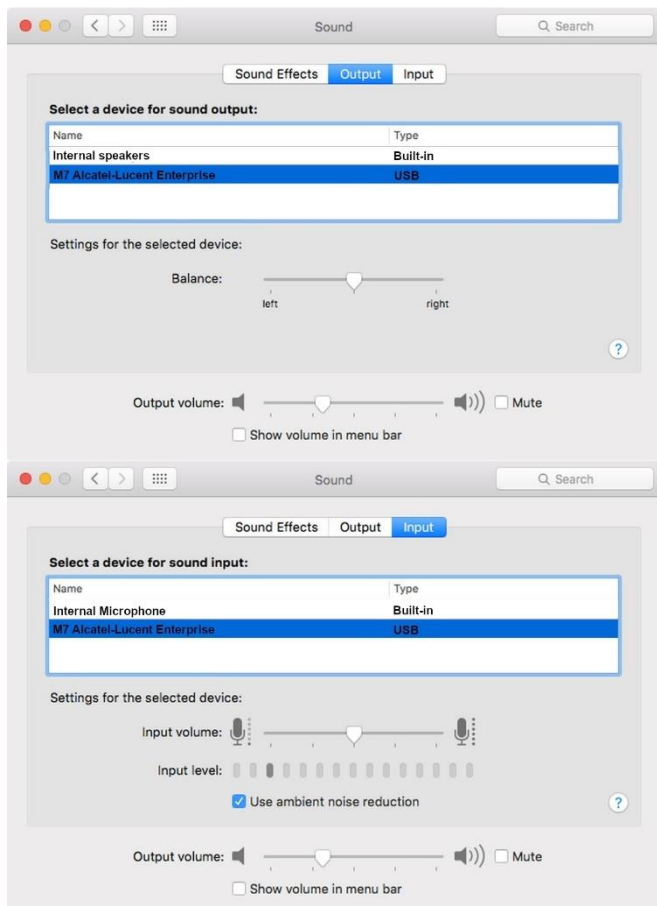 Sound
Search
Sound Effects Output Input
Select a device for sound output:
Name Type
Internal speakers Built-in
M7 Alcatel-Lucent Enterprise USB
Settings for the selected device:
Balance:
left right
?
Output volume: Mute
Show volume in menu bar
Sound
Search
Sound Effects Output Input
Select a device for sound input:
Name Type
Internal Microphone Built-in
M7 Alcatel-Lucent Enterprise USB
Settings for the selected device:
Input volume:
Input level:
Use ambient noise reduction
?
Output volume: Mute
Show volume in menu bar